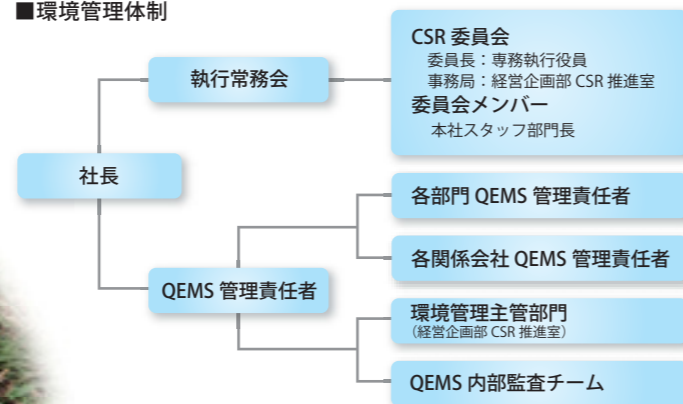 ■環境管理体制
執行常務会
CSR 委員会
委員長：専務執行役員
事務局：経営企画部 CSR 推進室
委員会メンバー
本社スタッフ部門長
社長
各部門 QEMS 管理責任者
各関係会社 QEMS 管理責任者
QEMS 管理責任者
環境管理主管部門
（経営企画部 CSR 推進室）
QEMS 内部監査チーム